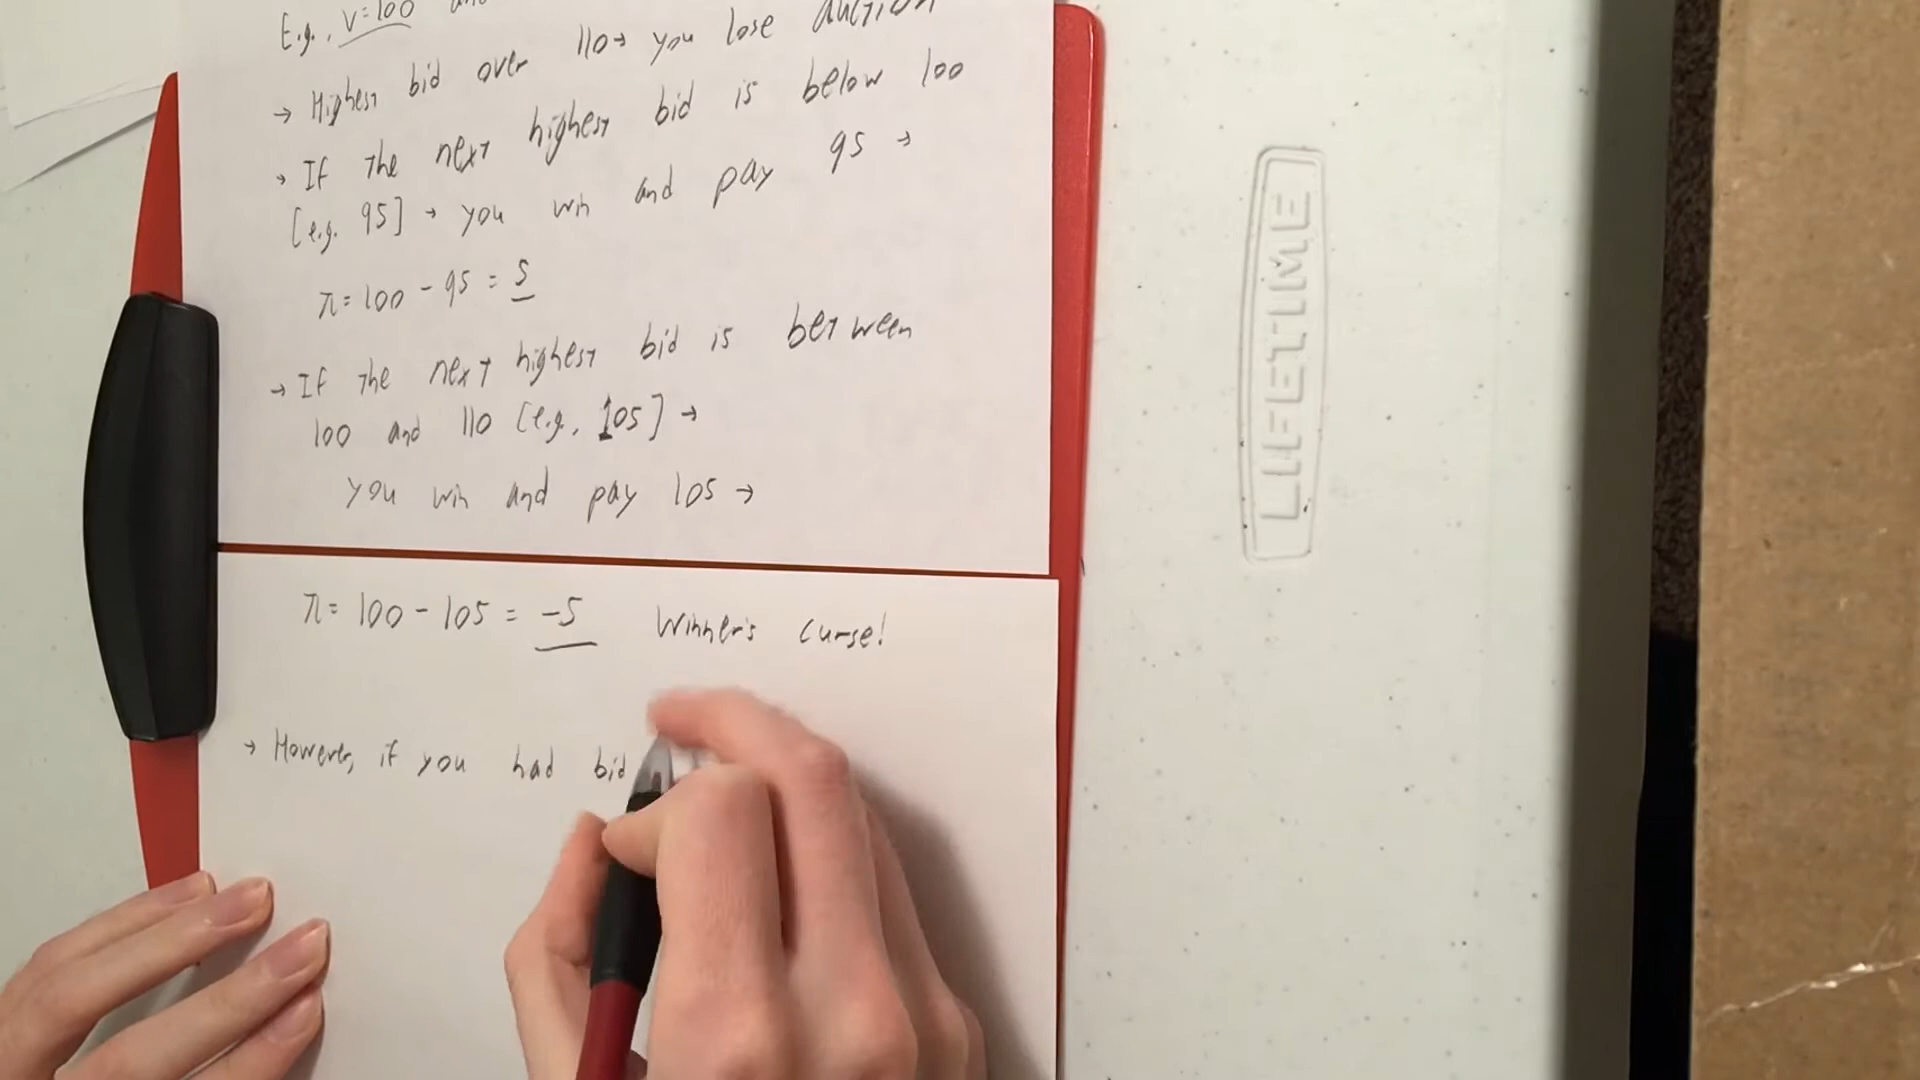 E.g., V=100
→ Highest bid over 110→ you lose auction
→ If the next highest bid is below 100
[e.g. 95] → you win and pay 95 →
π= 100 - 95 = 5
→ If the next highest bid is between
100 and 110 [e.g., 105] →
you win and pay 105 →
π= 100 - 105 = -5 Winner's curse!
→ However, if you had bid
LIFETIME